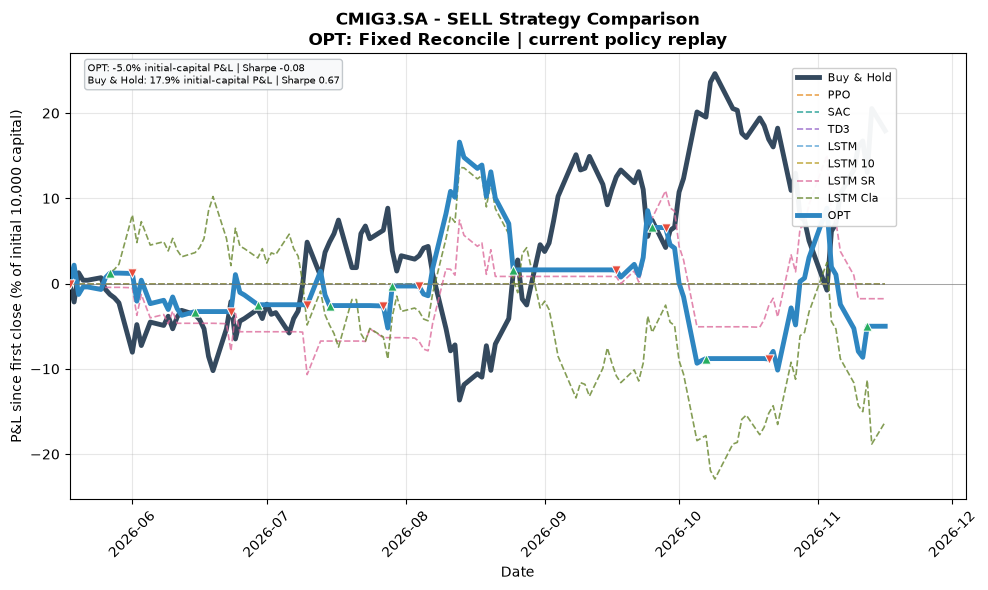 CMIG3.SA - SELL Strategy Comparison
OPT: Fixed Reconcile | current policy replay
OPT: -5.0% initial-capital P&L | Sharpe -0.08
Buy & Hold: 17.9% initial-capital P&L | Sharpe 0.67
Buy & Hold
PPO
SAC
TD3
LSTM
LSTM 10
LSTM SR
LSTM Cla
OPT
P&L since first close (% of initial 10,000 capital)
20
10
0
−10
−20
2026-06
2026-07
2026-08
2026-09
2026-10
2026-11
2026-12
Date